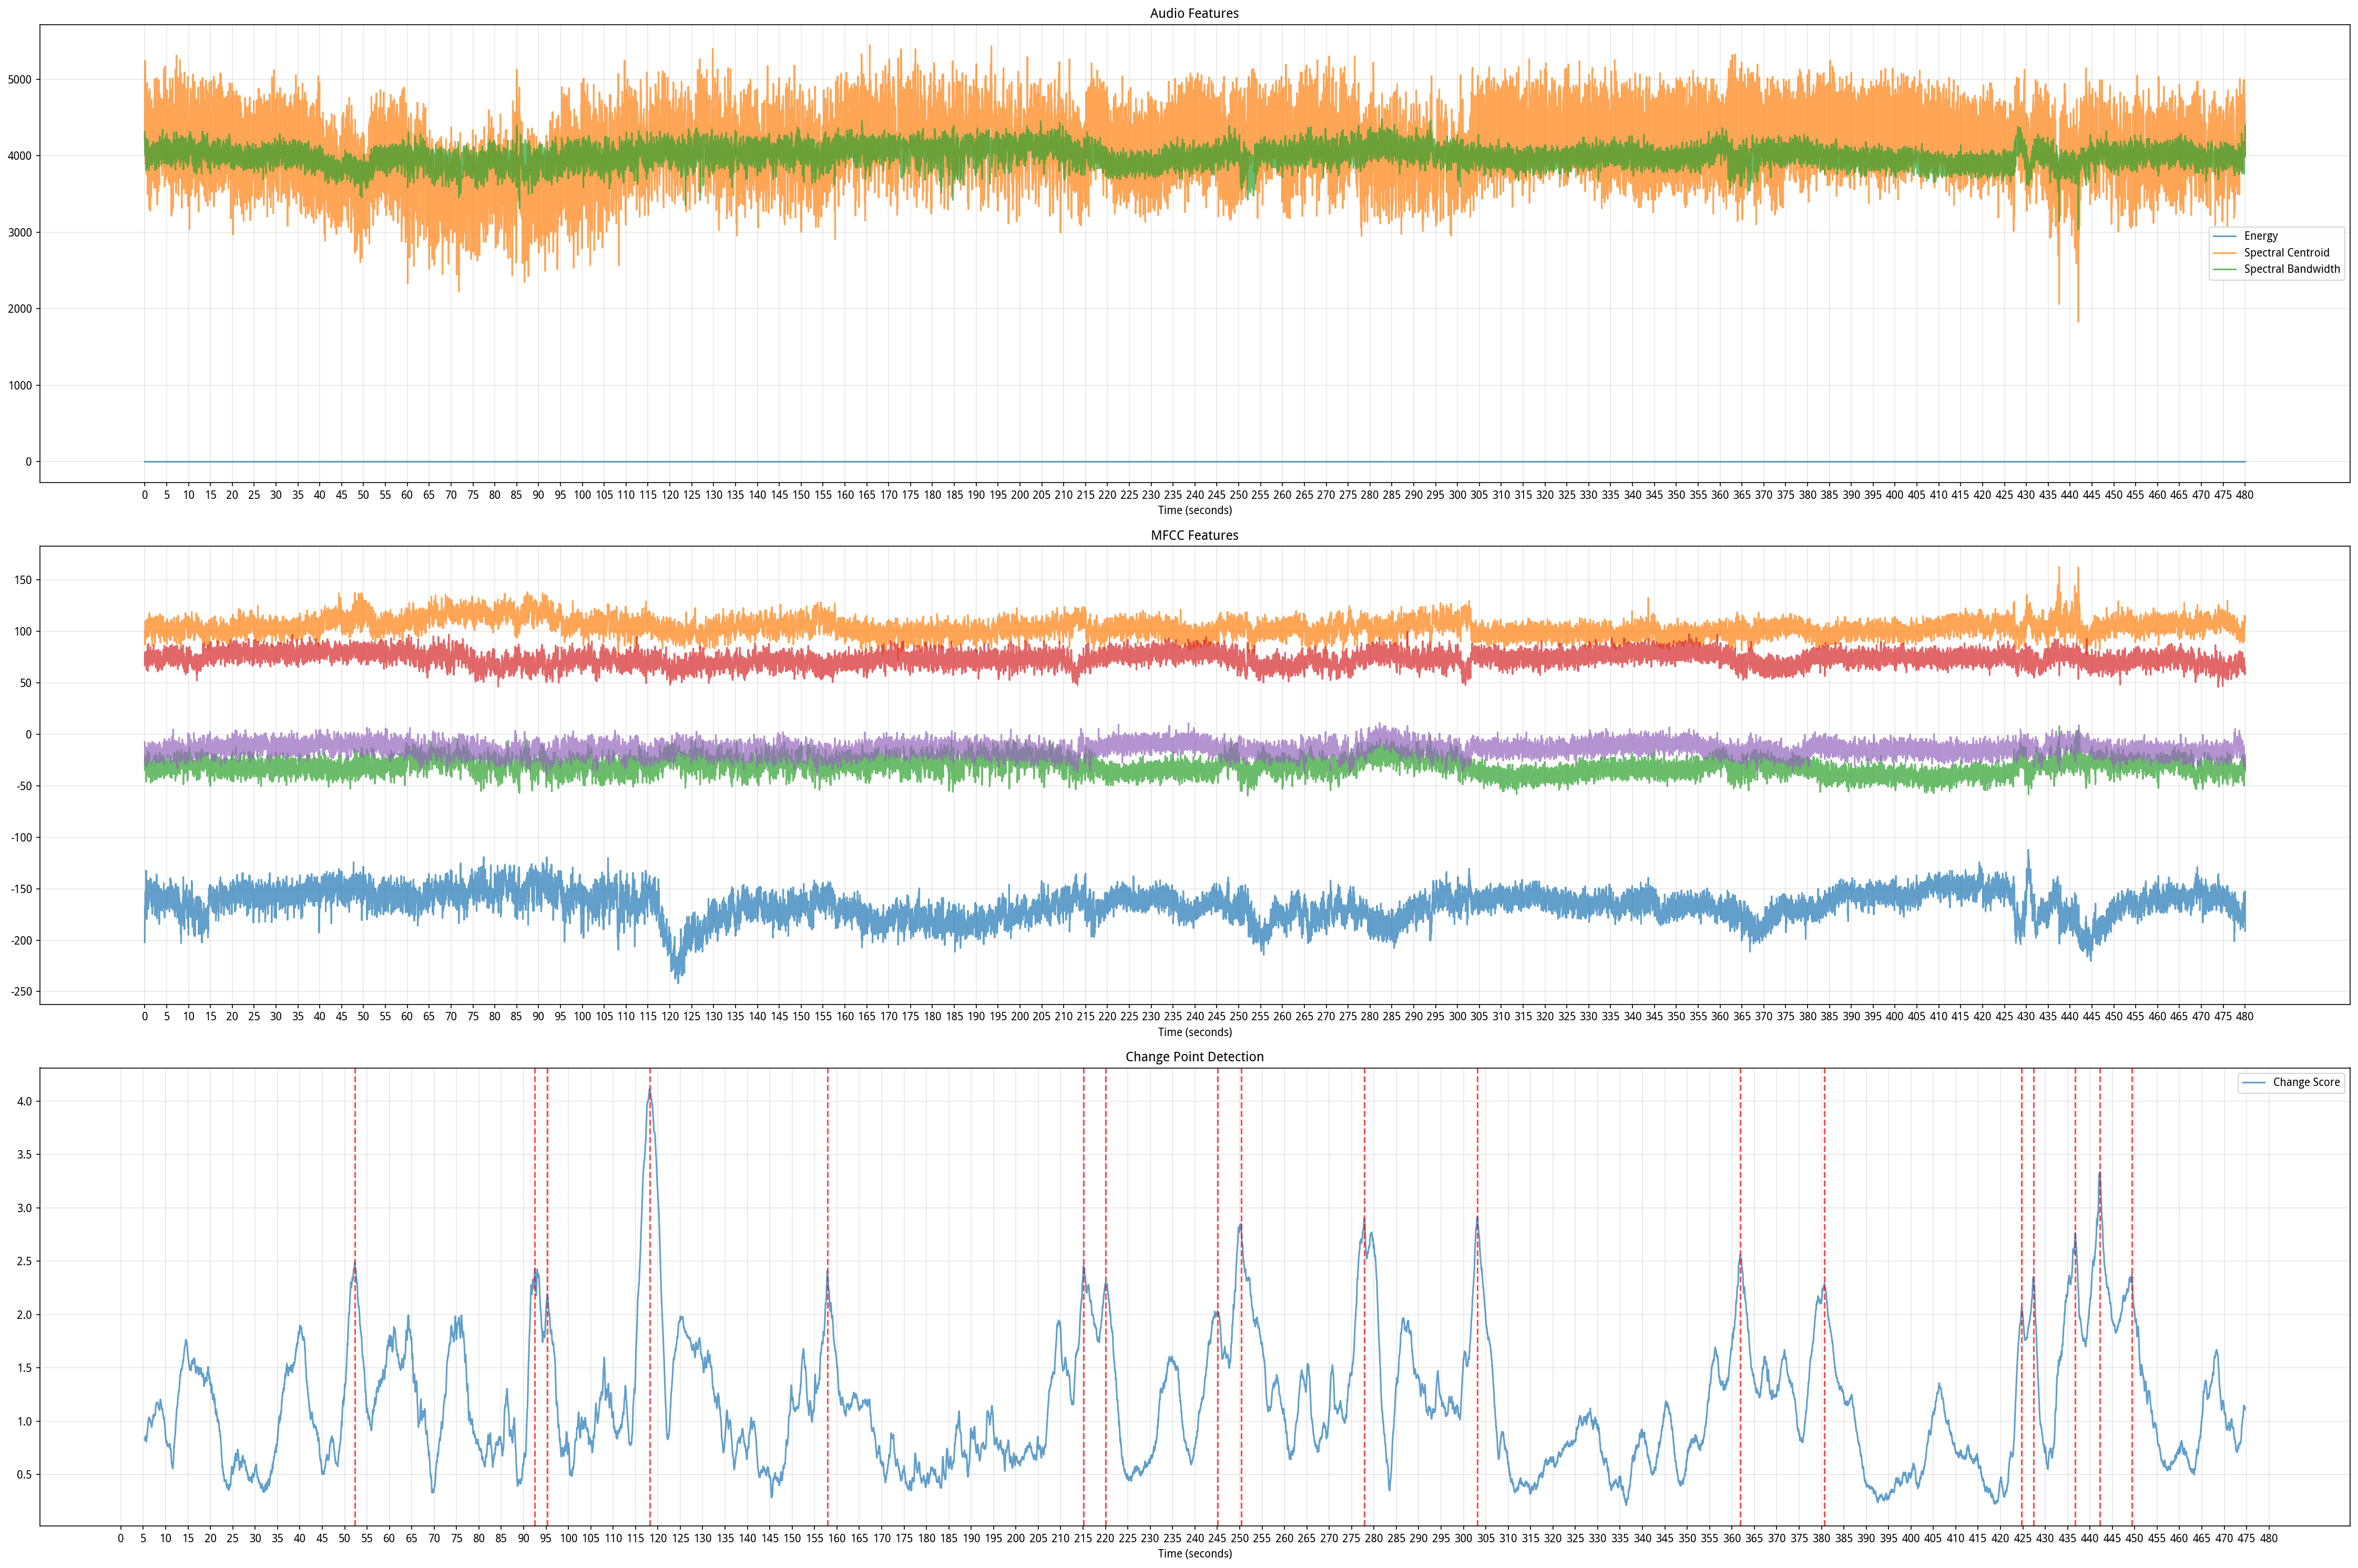 Audio Features
5000
4000
3000
2000
1000
0
Energy
Spectral Centroid
Spectral Bandwidth
0 5 10 15 20 25 30 35 40 45 50 55 60 65 70 75 80 85 90 95 100 105 110 115 120 125 130 135 140 145 150 155 160 165 170 175 180 185 190 195 200 205 210 215 220 225 230 235 240 245 250 255 260 265 270 275 280 285 290 295 300 305 310 315 320 325 330 335 340 345 350 355 360 365 370 375 380 385 390 395 400 405 410 415 420 425 430 435 440 445 450 455 460 465 470 475 480
Time (seconds)
MFCC Features
150
100
50
0
-50
-100
-150
-200
-250
0 5 10 15 20 25 30 35 40 45 50 55 60 65 70 75 80 85 90 95 100 105 110 115 120 125 130 135 140 145 150 155 160 165 170 175 180 185 190 195 200 205 210 215 220 225 230 235 240 245 250 255 260 265 270 275 280 285 290 295 300 305 310 315 320 325 330 335 340 345 350 355 360 365 370 375 380 385 390 395 400 405 410 415 420 425 430 435 440 445 450 455 460 465 470 475 480
Time (seconds)
Change Point Detection
Change Score
4.0
3.5
3.0
2.5
2.0
1.5
1.0
0.5
0 5 10 15 20 25 30 35 40 45 50 55 60 65 70 75 80 85 90 95 100 105 110 115 120 125 130 135 140 145 150 155 160 165 170 175 180 185 190 195 200 205 210 215 220 225 230 235 240 245 250 255 260 265 270 275 280 285 290 295 300 305 310 315 320 325 330 335 340 345 350 355 360 365 370 375 380 385 390 395 400 405 410 415 420 425 430 435 440 445 450 455 460 465 470 475 480
Time (seconds)